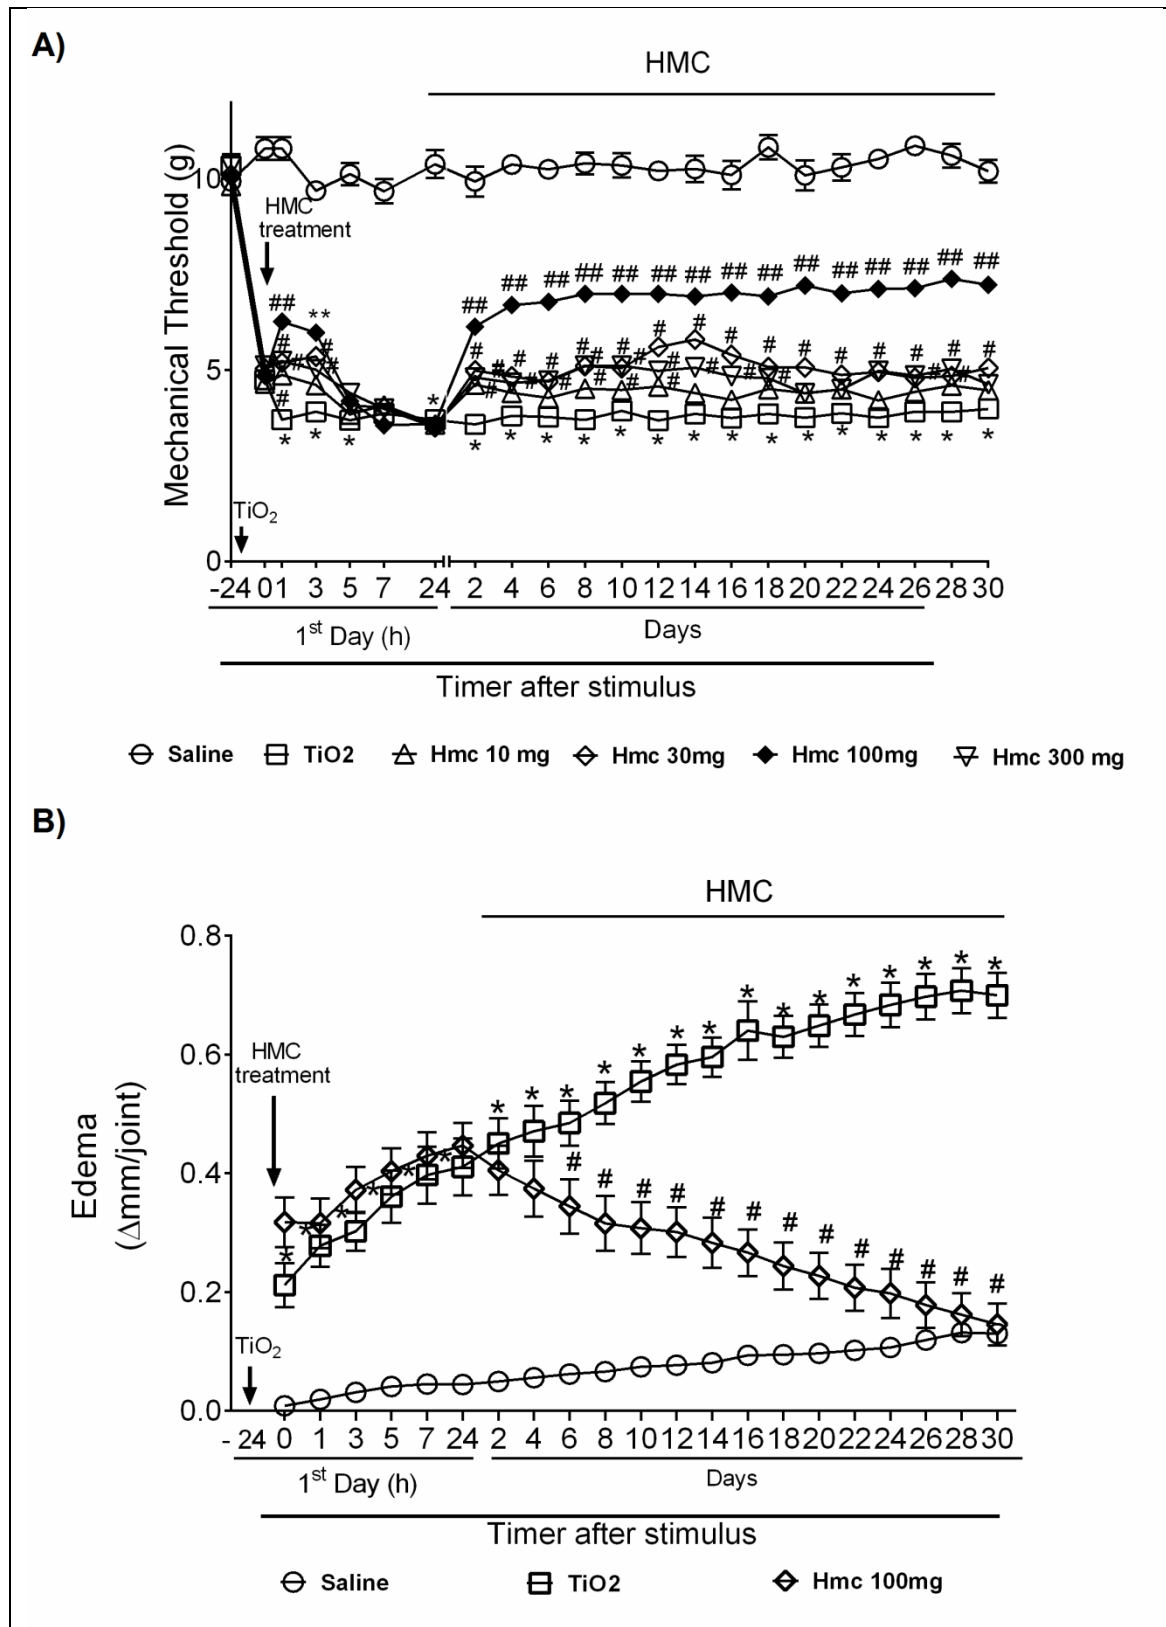 A)
HMC
Mechanical Threshold (g)
10
5
0
HMC
treatment
TiO2
## ** # # # # # *
* * *
## ## ## ## ## ## ## ## ## ## ## ## ## ## ##
# # # # # # # # # # # # # # #
* * * * * * * * * * * * * * *
-24 0 1 3 5 7 24 2 4 6 8 10 12 14 16 18 20 22 24 26 28 30
1st Day (h) Days
Timer after stimulus
Saline TiO2 Hmc 10 mg Hmc 30mg Hmc 100mg Hmc 300 mg
B)
HMC
Edema
(Δmm/joint)
0.8
0.6
0.4
0.2
0.0
HMC
treatment
TiO2
* * * * * *
* * * * * * * * * * * * * * *
# # # # # # # # # # # # #
- 24 0 1 3 5 7 24 2 4 6 8 10 12 14 16 18 20 22 24 26 28 30
1st Day (h) Days
Timer after stimulus
Saline TiO2 Hmc 100mg